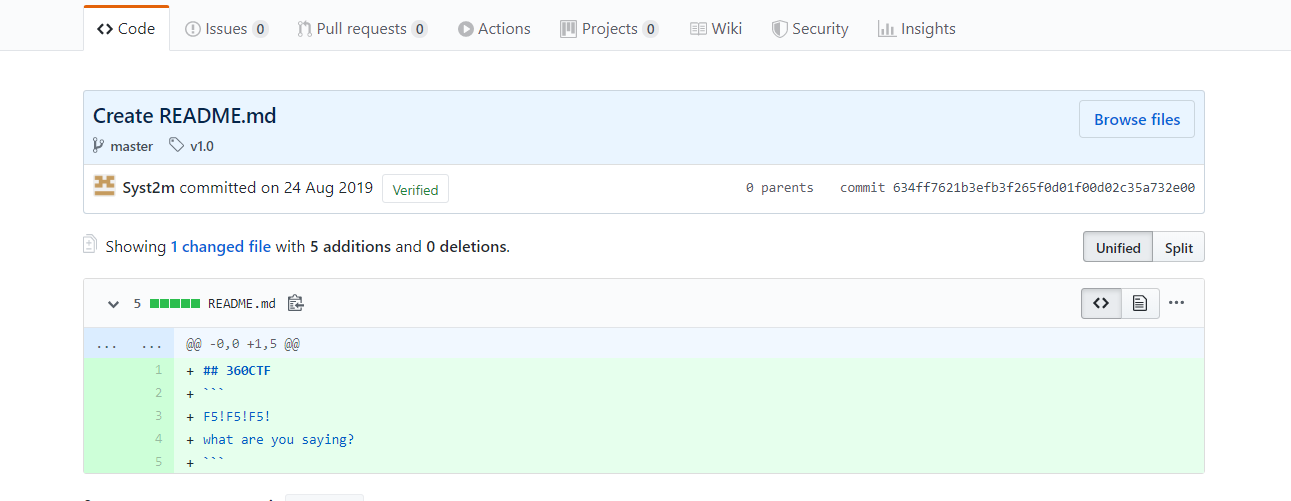 Code Issues 0 Pull requests 0 Actions Projects 0 Wiki Security Insights
Create README.md
Browse files
master v1.0
Syst2m committed on 24 Aug 2019 Verified
0 parents commit 634ff7621b3efb3f265f0d01f00d02c35a732e00
Showing 1 changed file with 5 additions and 0 deletions.
Unified Split
5 README.md
... ... @@ -0,0 +1,5 @@
1 + ## 360CTF
2 + ```
3 + F5!F5!F5!
4 + what are you saying?
5 + ```